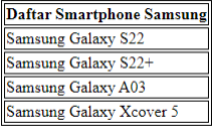 Daftar Smartphone Samsung
Samsung Galaxy S22
Samsung Galaxy S22+
Samsung Galaxy A03
Samsung Galaxy Xcover 5